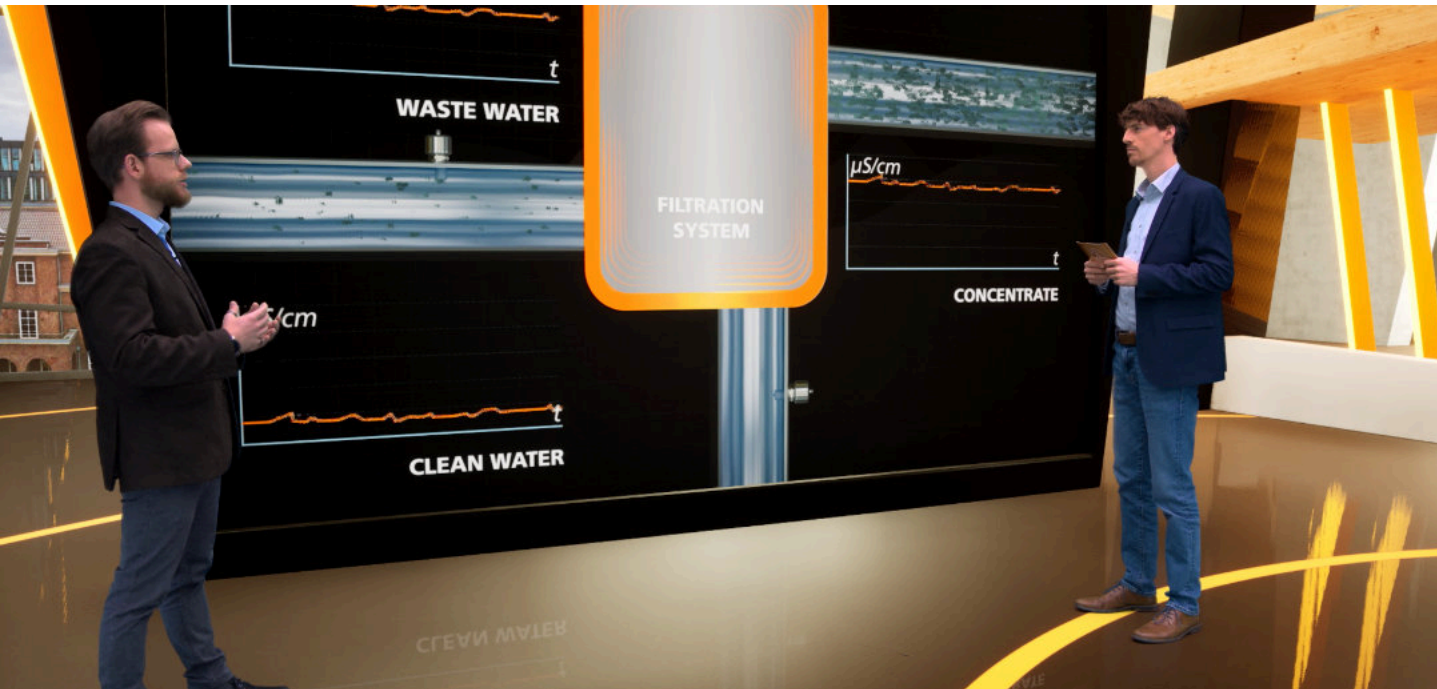 t
WASTE WATER
FILTRATION
SYSTEM
µS/cm
t
CONCENTRATE
S/cm
t
CLEAN WATER
CLEAN WATER